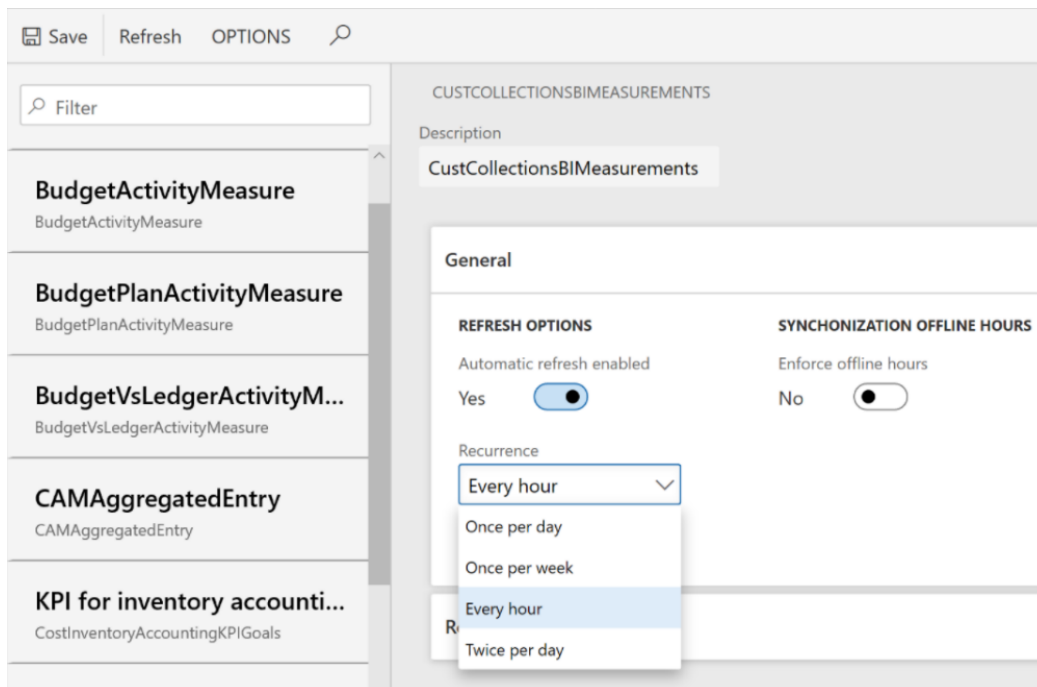 Save Refresh OPTIONS
Filter
BudgetActivityMeasure
BudgetActivityMeasure
BudgetPlanActivityMeasure
BudgetPlanActivityMeasure
BudgetVsLedgerActivityM...
BudgetVsLedgerActivityMeasure
CAMAggregatedEntry
CAMAggregatedEntry
KPI for inventory accounti...
CostInventoryAccountingKPIGoals
CUSTCOLLECTIONSBIMEASUREMENTS
Description
CustCollectionsBIMeasurements
General
REFRESH OPTIONS
Automatic refresh enabled
Yes
Recurrence
Every hour
Once per day
Once per week
Every hour
Twice per day
SYNCHONIZATION OFFLINE HOURS
Enforce offline hours
No